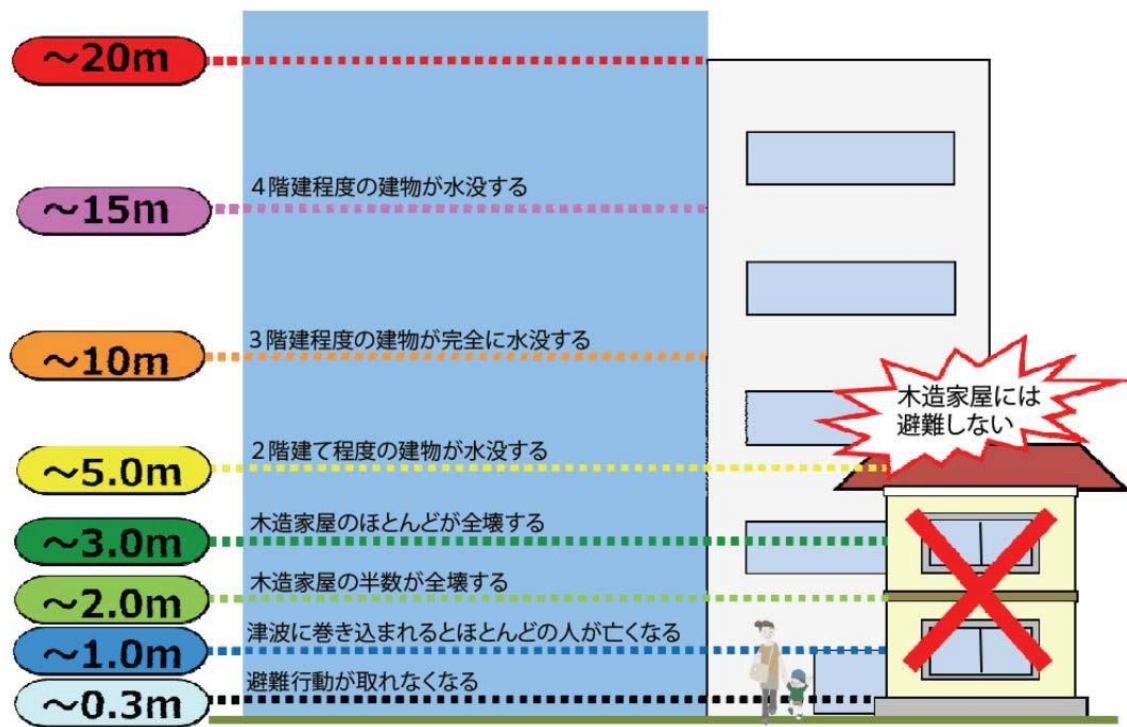 ~20m
4階建程度の建物が水没する
~15m
3階建程度の建物が完全に水没する
~10m
木造家屋には
避難しない
2階建て程度の建物が水没する
~5.0m
木造家屋のほとんどが全壊する
~3.0m
木造家屋の半数が全壊する
~2.0m
津波に巻き込まれるとほとんどの人が亡くなる
~1.0m
避難行動が取れなくなる
~0.3m